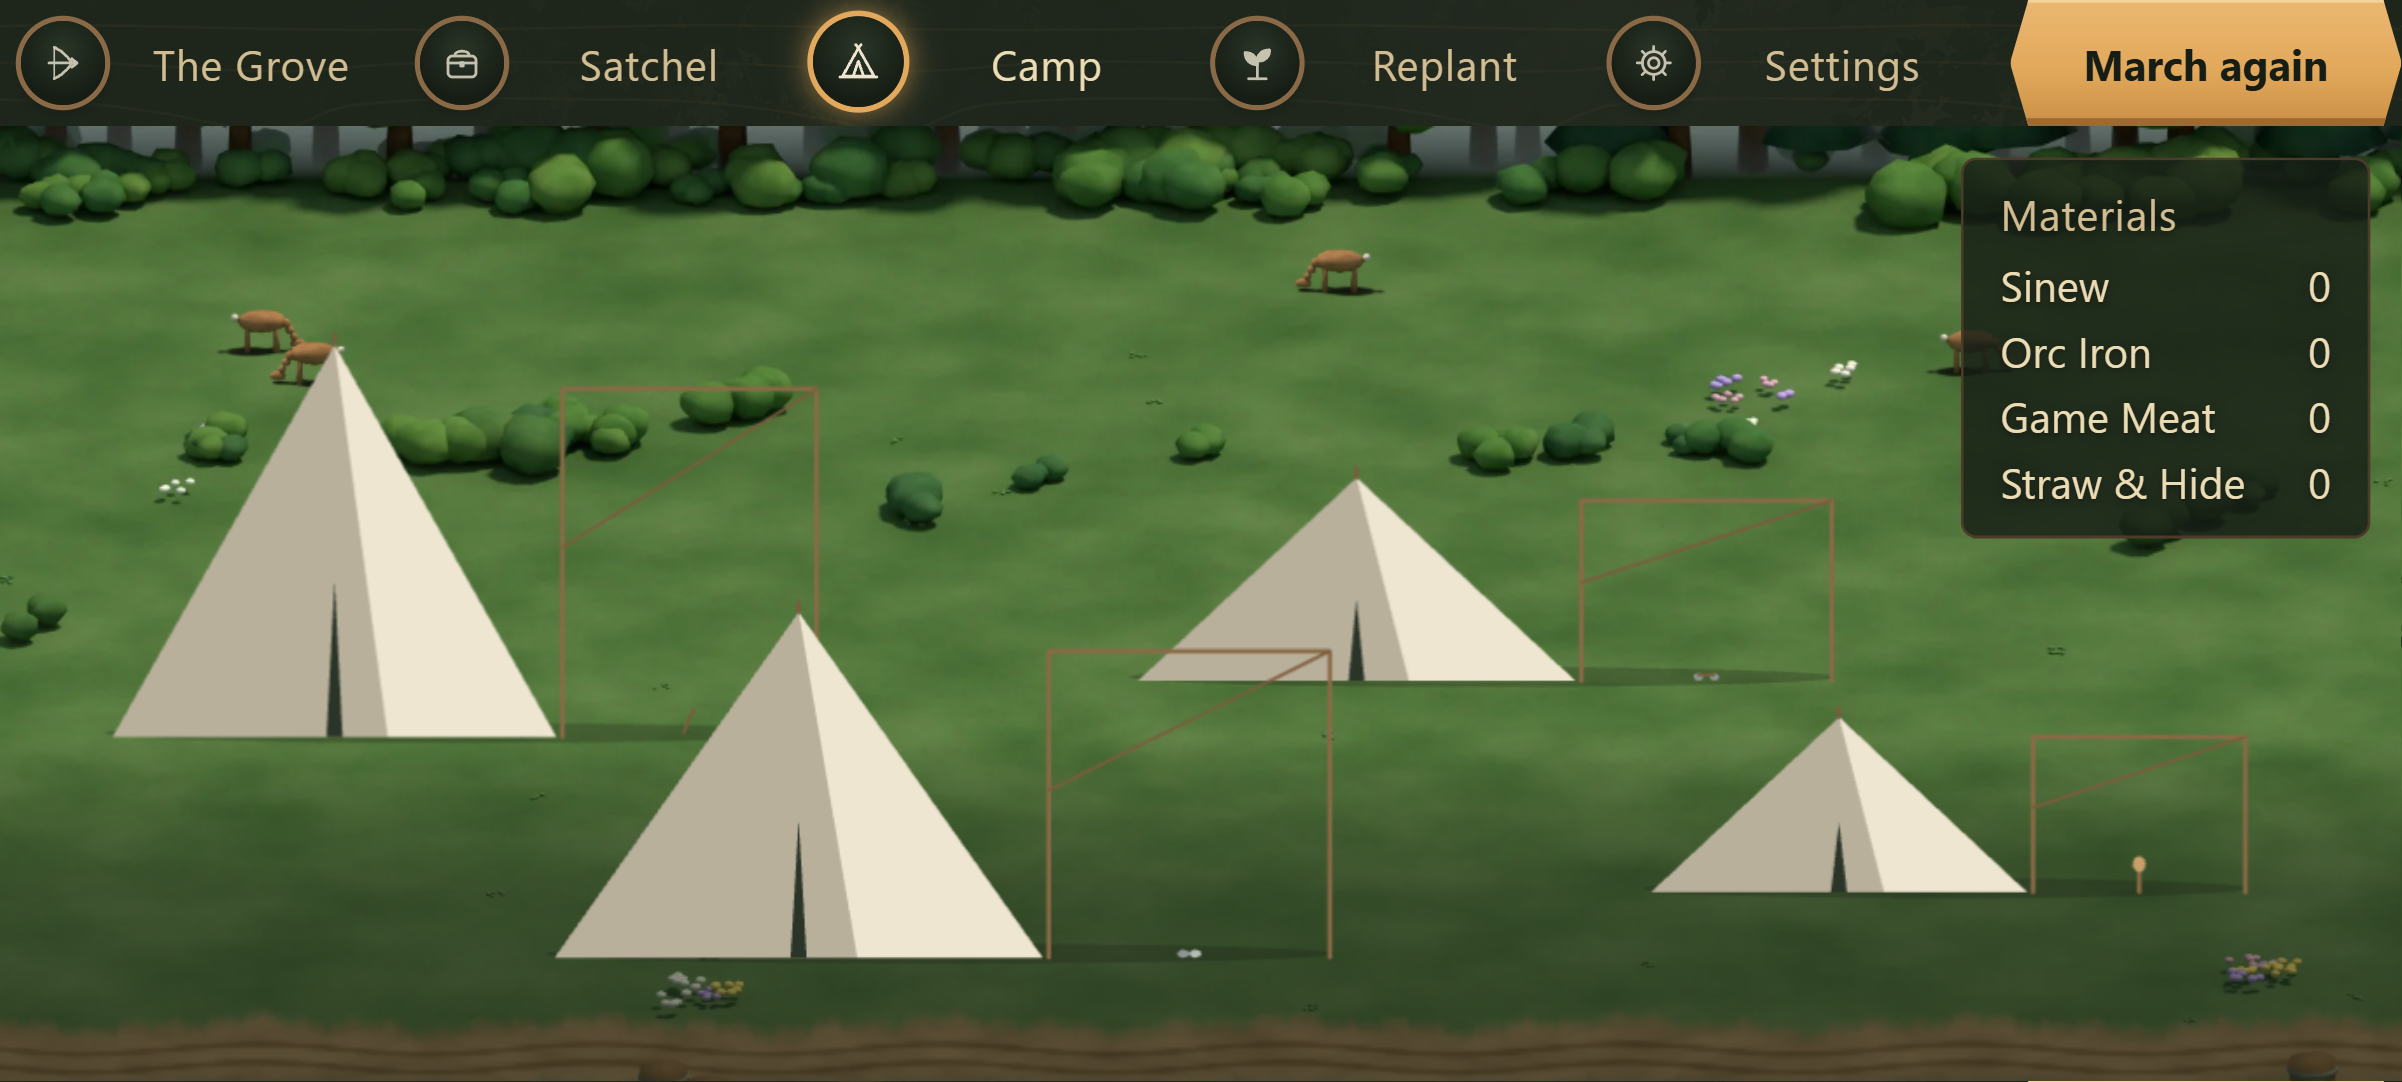 The Grove
Satchel
Camp
Replant
Settings
March again
Materials
Sinew 0
Orc Iron 0
Game Meat 0
Straw & Hide 0